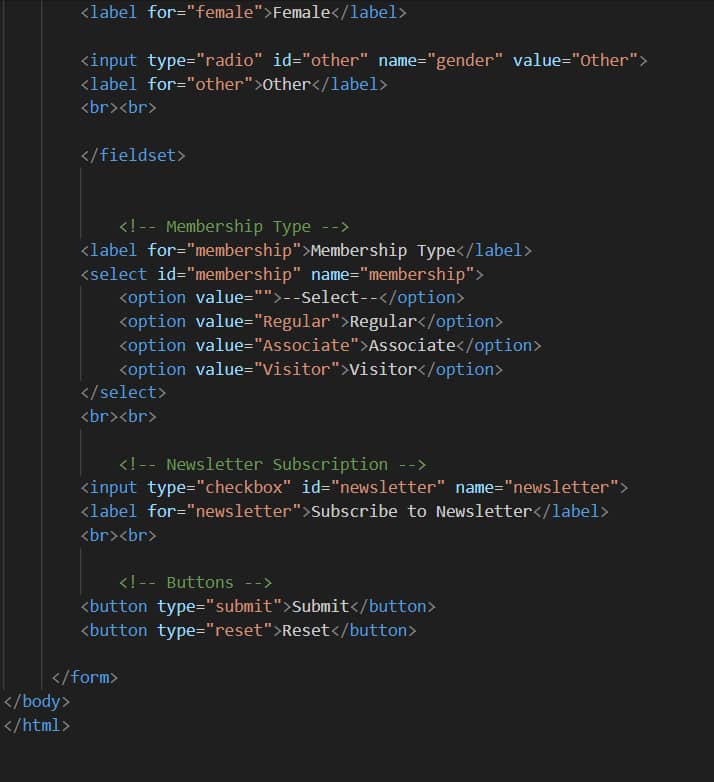 <label for="female">Female</label>
<input type="radio" id="other" name="gender" value="Other">
<label for="other">Other</label>
<br><br>
</fieldset>
<!-- Membership Type -->
<label for="membership">Membership Type</label>
<select id="membership" name="membership">
<option value="">--Select--</option>
<option value="Regular">Regular</option>
<option value="Associate">Associate</option>
<option value="Visitor">Visitor</option>
</select>
<br><br>
<!-- Newsletter Subscription -->
<input type="checkbox" id="newsletter" name="newsletter">
<label for="newsletter">Subscribe to Newsletter</label>
<br><br>
<!-- Buttons -->
<button type="submit">Submit</button>
<button type="reset">Reset</button>
</form>
</body>
</html>